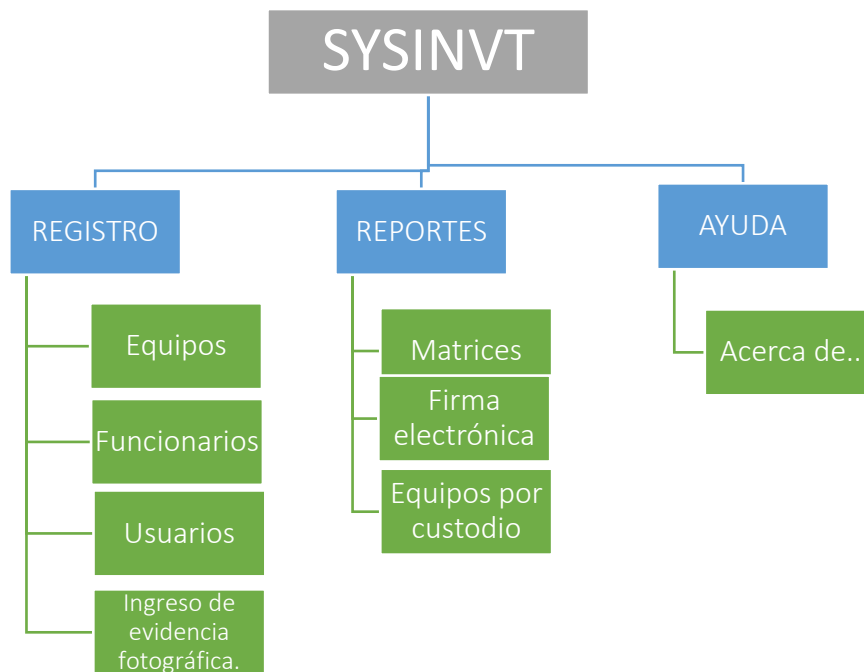 SYSINVT
REGISTRO
Equipos
Funcionarios
Usuarios
Ingreso de
evidencia
fotográfica.
REPORTES
Matrices
Firma
electrónica
Equipos por
custodio
AYUDA
Acerca de..